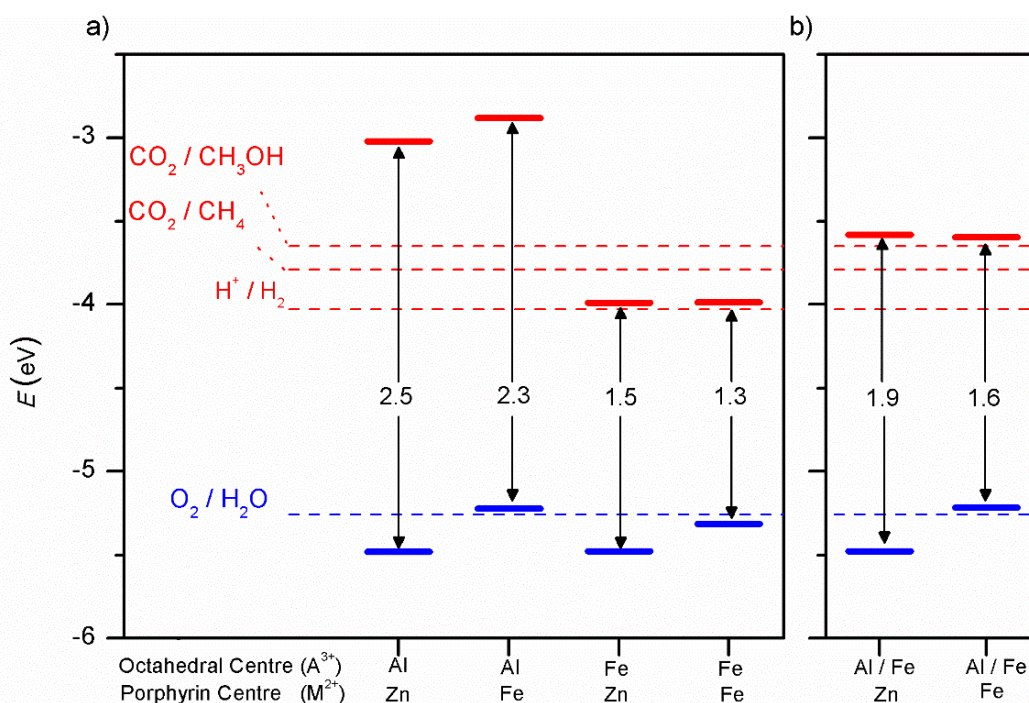 a)
b)
-3
CO₂ / CH₃OH
CO₂ / CH₄
H⁺ / H₂
-4
E (eV)
2.5
2.3
1.5
1.3
1.9
1.6
-5
O₂ / H₂O
-6
Octahedral Centre (A³⁺) Al Al Fe Fe Al / Fe Al / Fe
Porphyrin Centre (M²⁺) Zn Fe Zn Fe Zn Fe